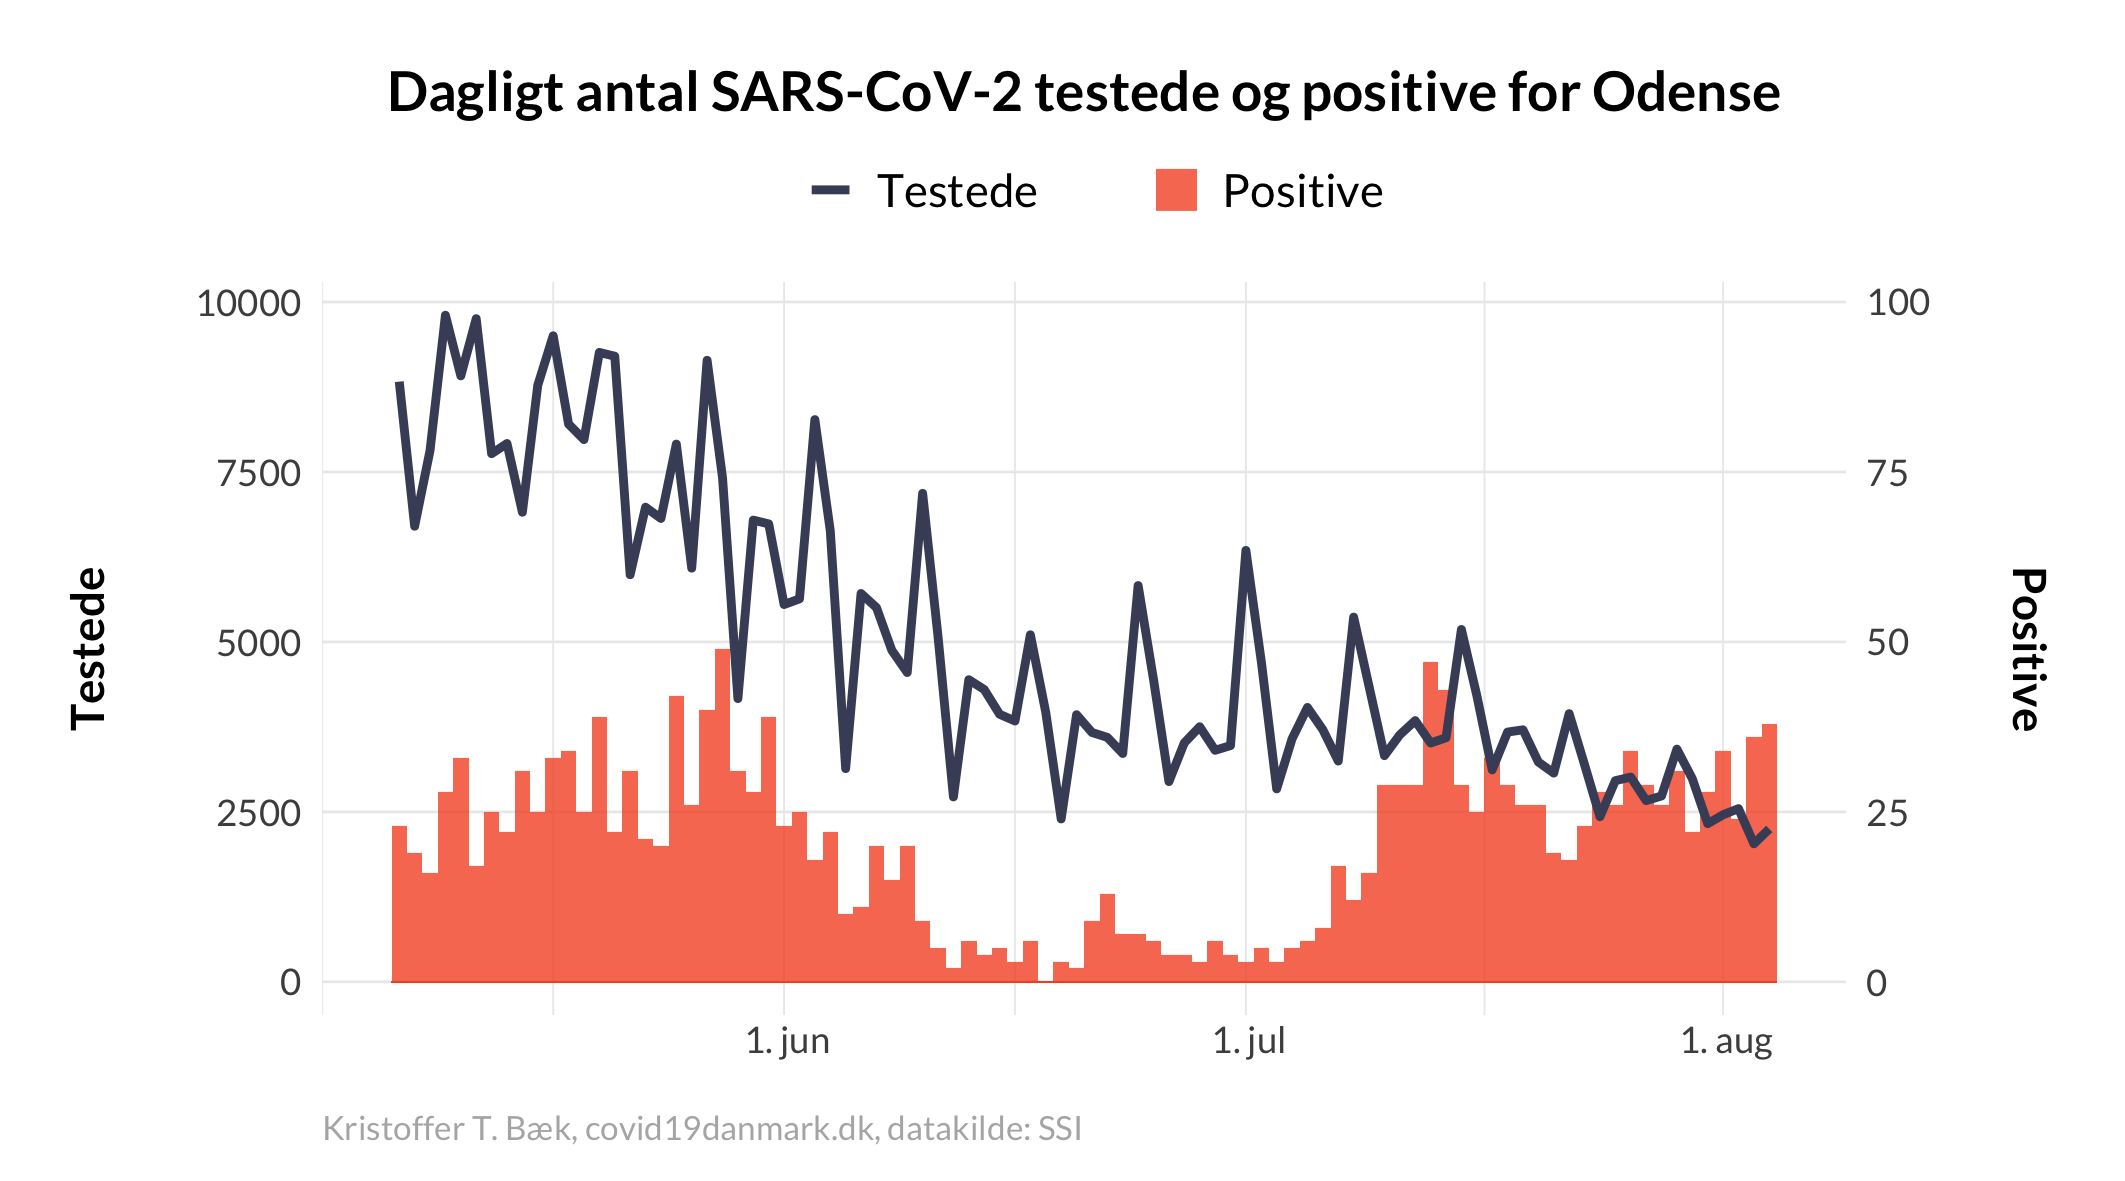 Dagligt antal SARS-CoV-2 testede og positive for Odense
Testede
Positive
10000
7500
5000
2500
0
100
75
50
25
0
Testede
Positive
1. jun
1. jul
1. aug
Kristoffer T. Bæk, covid19danmark.dk, datakilde: SSI